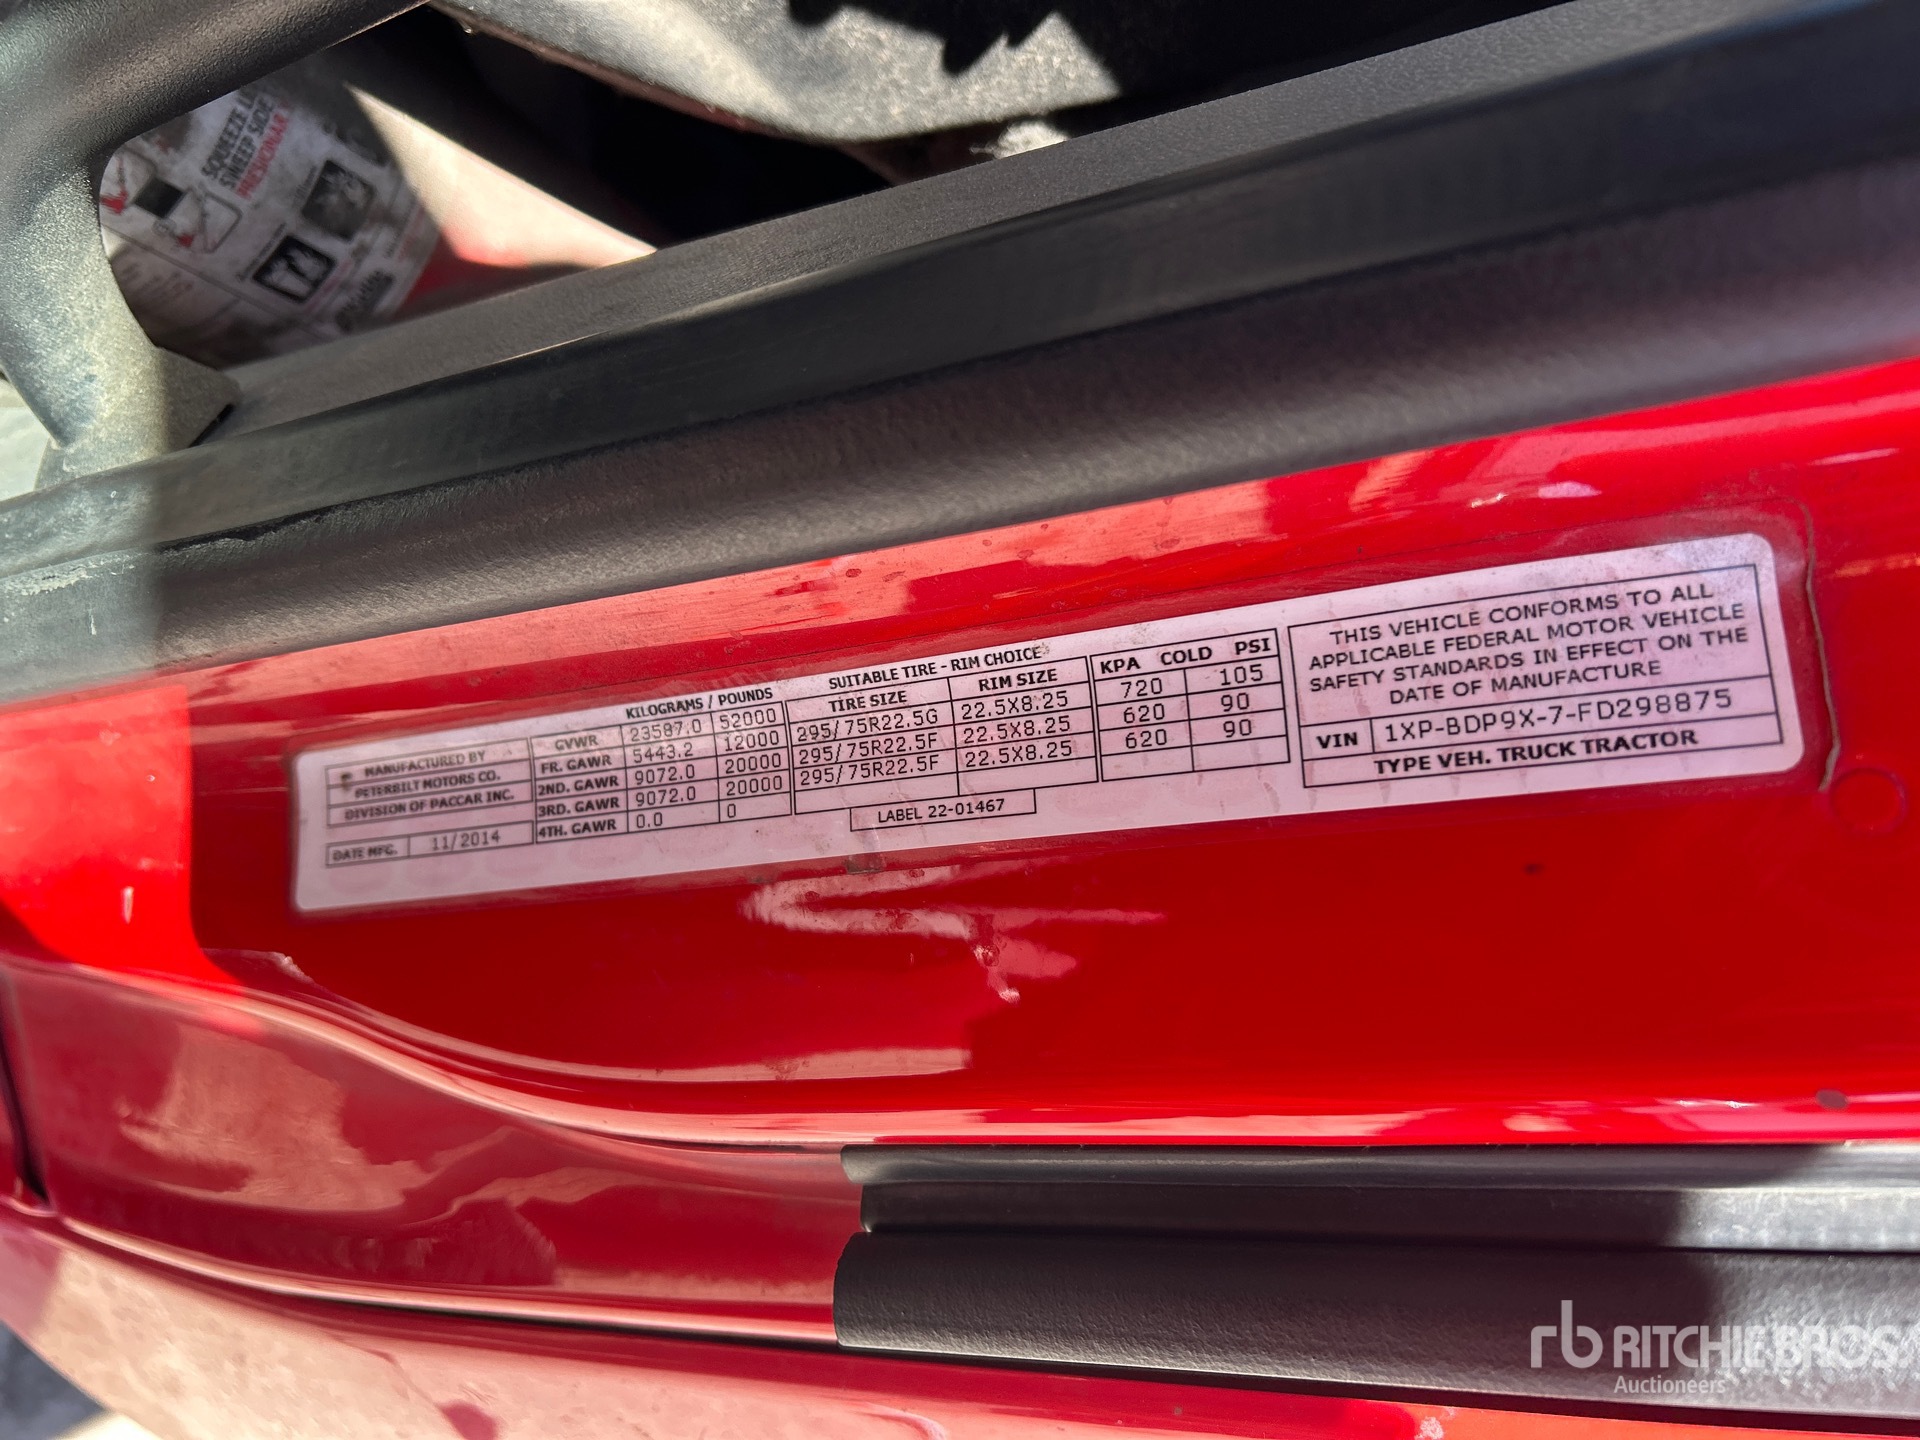 SQUEEZE L
SWEEP SIDE
PRESIONAR
MANUFACTURED BY
PETERBILT MOTORS CO.
DIVISION OF PACCAR INC.
DATE MFG. 11/2014
KILOGRAMS / POUNDS
GVWR 23587.0 52000
FR. GAWR 5443.2 12000
2ND. GAWR 9072.0 20000
3RD. GAWR 9072.0 20000
4TH. GAWR 0.0 0
SUITABLE TIRE - RIM CHOICE
TIRE SIZE RIM SIZE
295/75R22.5G 22.5X8.25
295/75R22.5F 22.5X8.25
295/75R22.5F 22.5X8.25
LABEL 22-01467
KPA COLD PSI
720 105
620 90
620 90
THIS VEHICLE CONFORMS TO ALL
APPLICABLE FEDERAL MOTOR VEHICLE
SAFETY STANDARDS IN EFFECT ON THE
DATE OF MANUFACTURE
VIN 1XP-BDP9X-7-FD298875
TYPE VEH. TRUCK TRACTOR
rb RITCHIE BROS.
Auctioneers